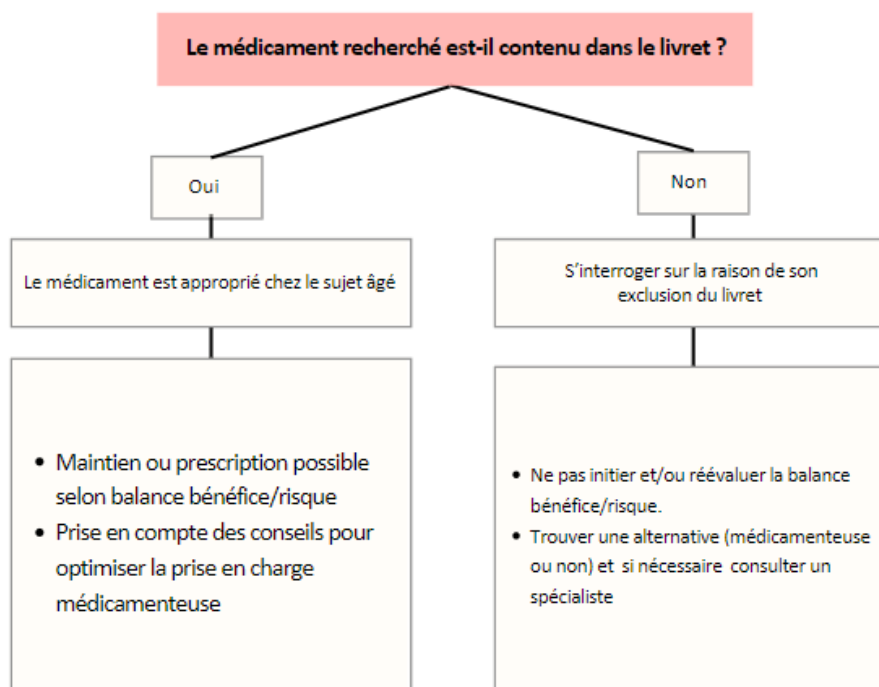 Le médicament recherché est-il contenu dans le livret ?
Oui
Non
Le médicament est approprié chez le sujet âgé
S'interroger sur la raison de son
exclusion du livret
• Maintien ou prescription possible
selon balance bénéfice/risque
• Prise en compte des conseils pour
optimiser la prise en charge
médicamenteuse
• Ne pas initier et/ou réévaluer la balance
bénéfice/risque.
• Trouver une alternative (médicamenteuse
ou non) et si nécessaire consulter un
spécialiste